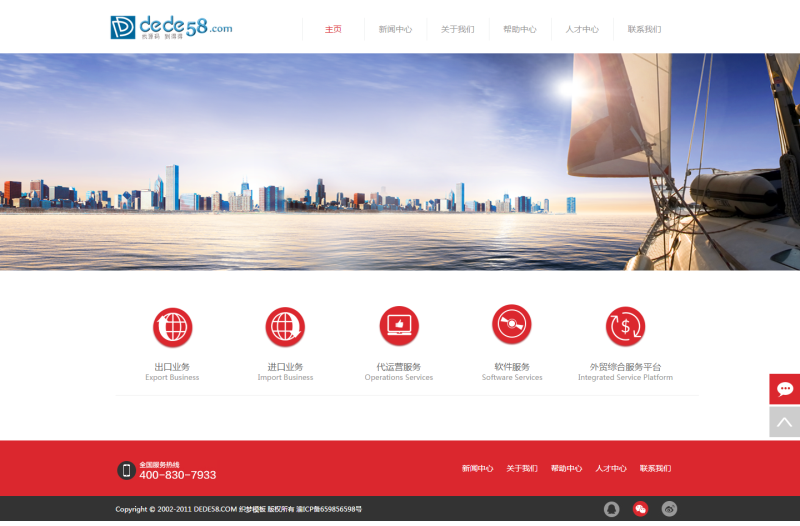 dede58.com
织源码 到湖南
主页 新闻中心 关于我们 帮助中心 人才中心 联系我们
出口业务 进口业务 代运营服务 软件服务 外贸综合服务平台
Export Business Import Business Operations Services Software Services Integrated Service Platform
全国服务热线
400-830-7933
新闻中心 关于我们 帮助中心 人才中心 联系我们
Copyright © 2002-2011 DEDE58.COM 织梦模板 版权所有 滇ICP备659856598号